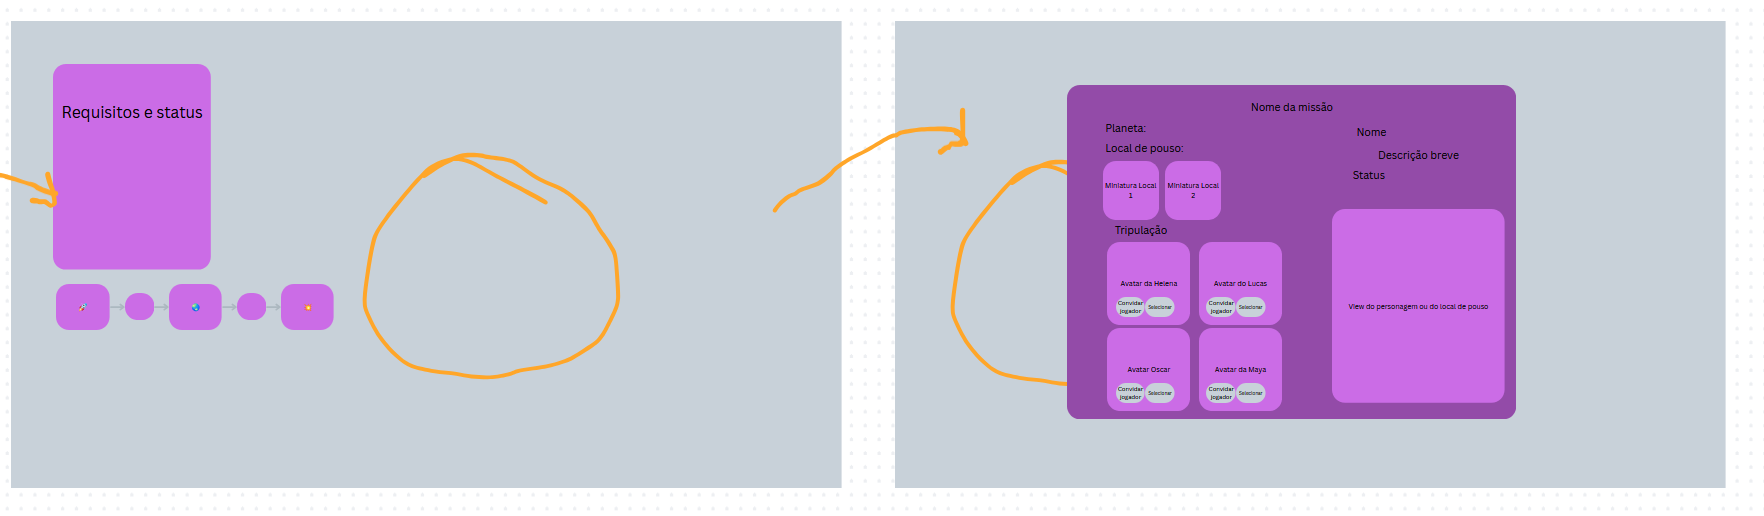 Requisitos e status
Nome da missão
Planeta:
Local de pouso:
Miniatura Local
1
Miniatura Local
2
Tripulação
Avatar da Helena
Convidar
jogador
Selecionar
Avatar do Lucas
Convidar
jogador
Selecionar
Avatar Oscar
Convidar
jogador
Selecionar
Avatar da Maya
Convidar
jogador
Selecionar
Nome
Descrição breve
Status
View do personagem ou do local de pouso